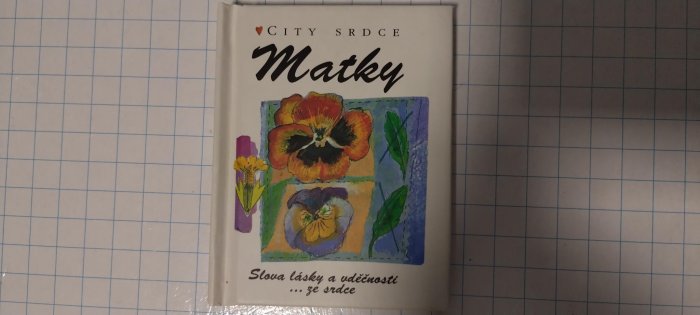 City srdce
Matky
Slova lásky a vděčnosti
...ze srdce